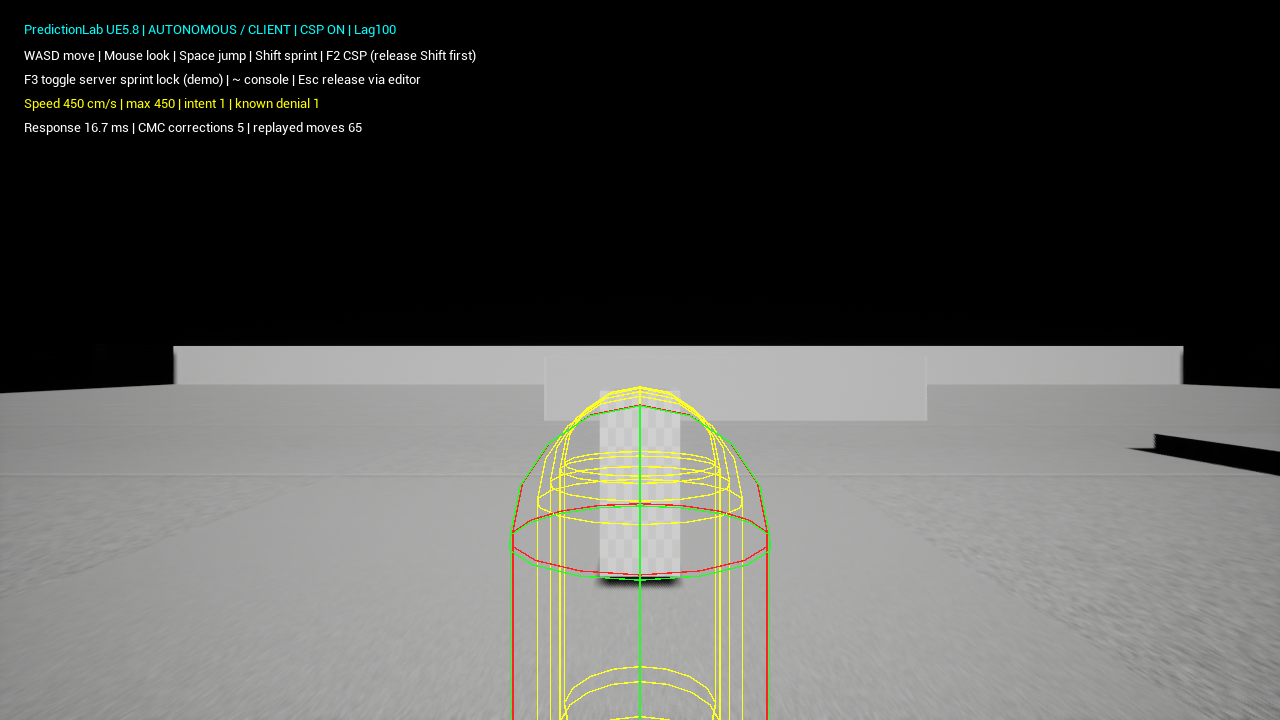 PredictionLab UE5.8 | AUTONOMOUS / CLIENT | CSP ON | Lag100
WASD move | Mouse look | Space jump | Shift sprint | F2 CSP (release Shift first)
F3 toggle server sprint lock (demo) | ~ console | Esc release via editor
Speed 450 cm/s | max 450 | intent 1 | known denial 1
Response 16.7 ms | CMC corrections 5 | replayed moves 65